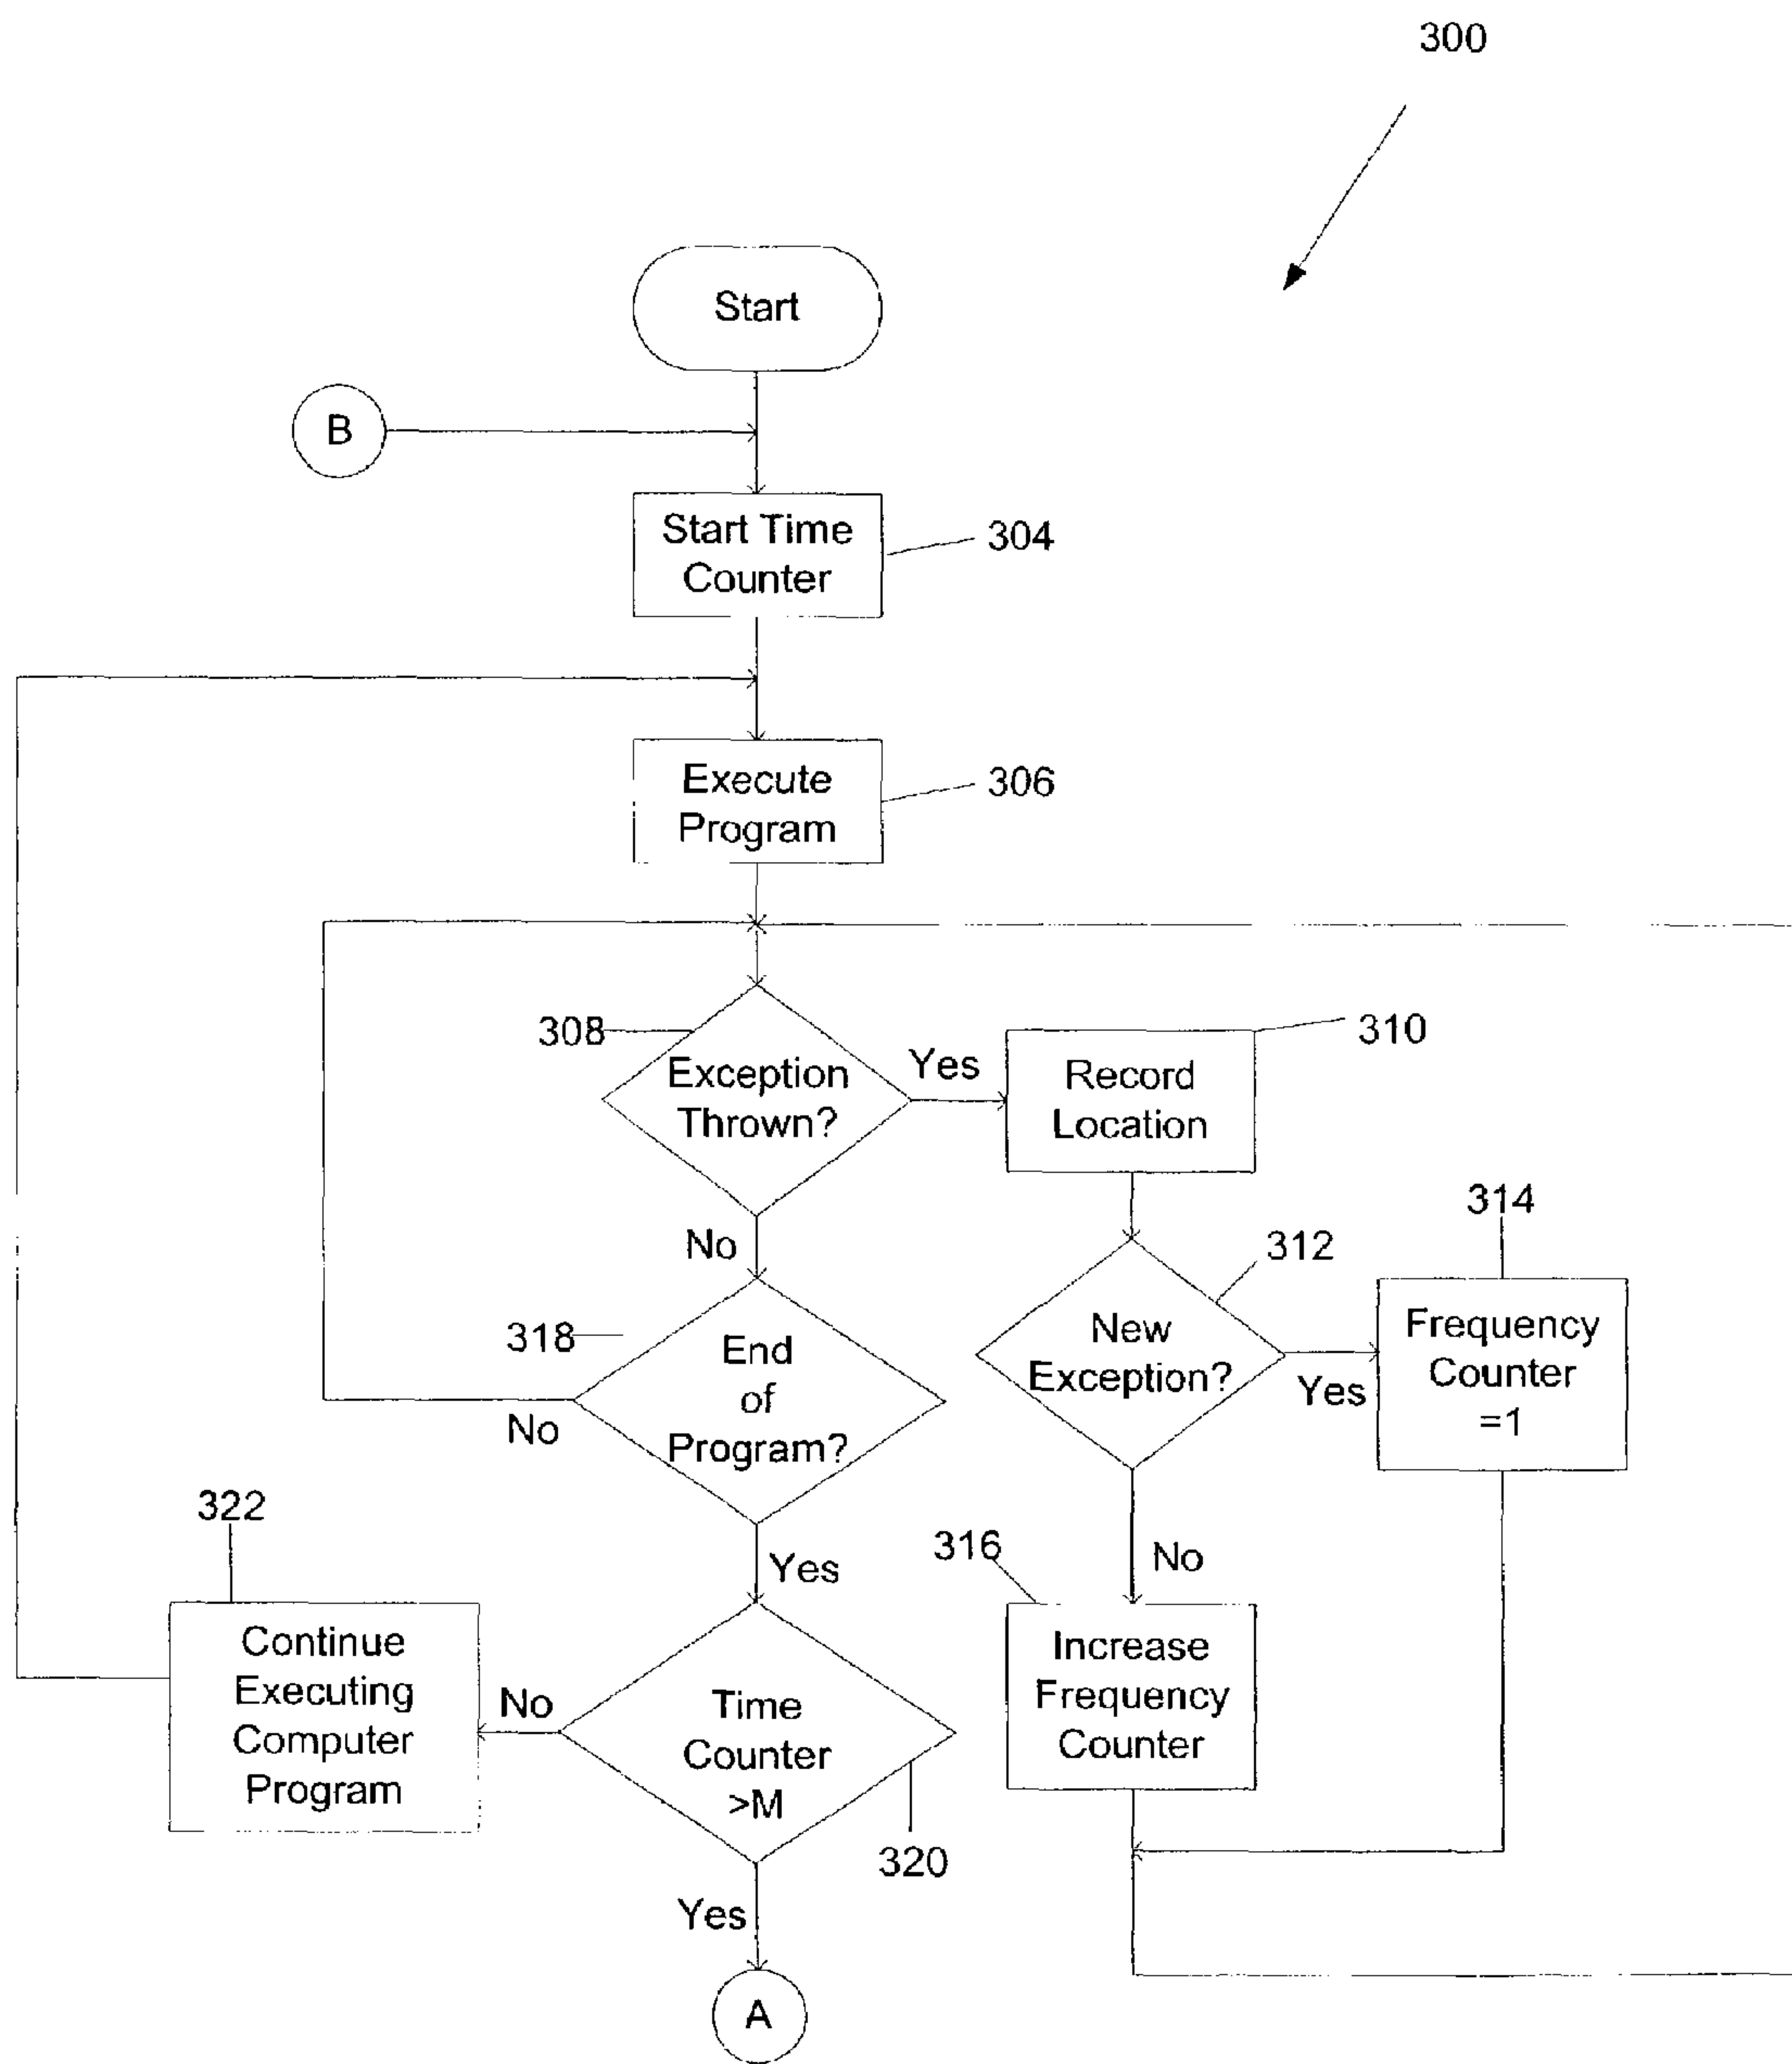 300
Start
B
Start Time
Counter
304
Execute
Program
306
308
Exception
Thrown?
Yes
Record
Location
310
No
312
314
New
Exception?
Yes
Frequency
Counter
=1
318
End
of
Program?
No
Yes
316
No
322
Continue
Executing
Computer
Program
No
Time
Counter
>M
320
Increase
Frequency
Counter
Yes
A